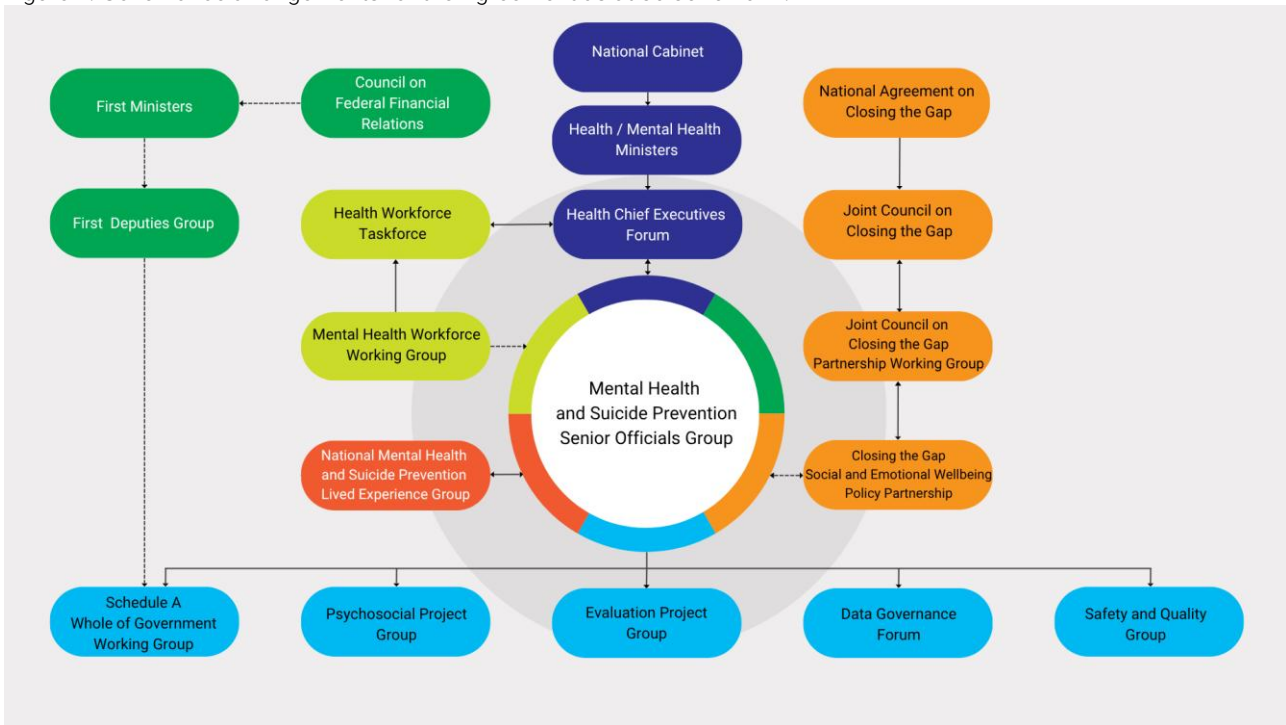 National Cabinet
First Ministers
Council on
Federal Financial
Relations
National Agreement on
Closing the Gap
Health / Mental Health
Ministers
First Deputies Group
Health Workforce
Taskforce
Health Chief Executives
Forum
Joint Council on
Closing the Gap
Mental Health Workforce
Working Group
Joint Council on
Closing the Gap
Partnership Working Group
Mental Health
and Suicide Prevention
Senior Officials Group
National Mental Health
and Suicide Prevention
Lived Experience Group
Closing the Gap
Social and Emotional Wellbeing
Policy Partnership
Schedule A
Whole of Government
Working Group
Psychosocial Project
Group
Evaluation Project
Group
Data Governance
Forum
Safety and Quality
Group